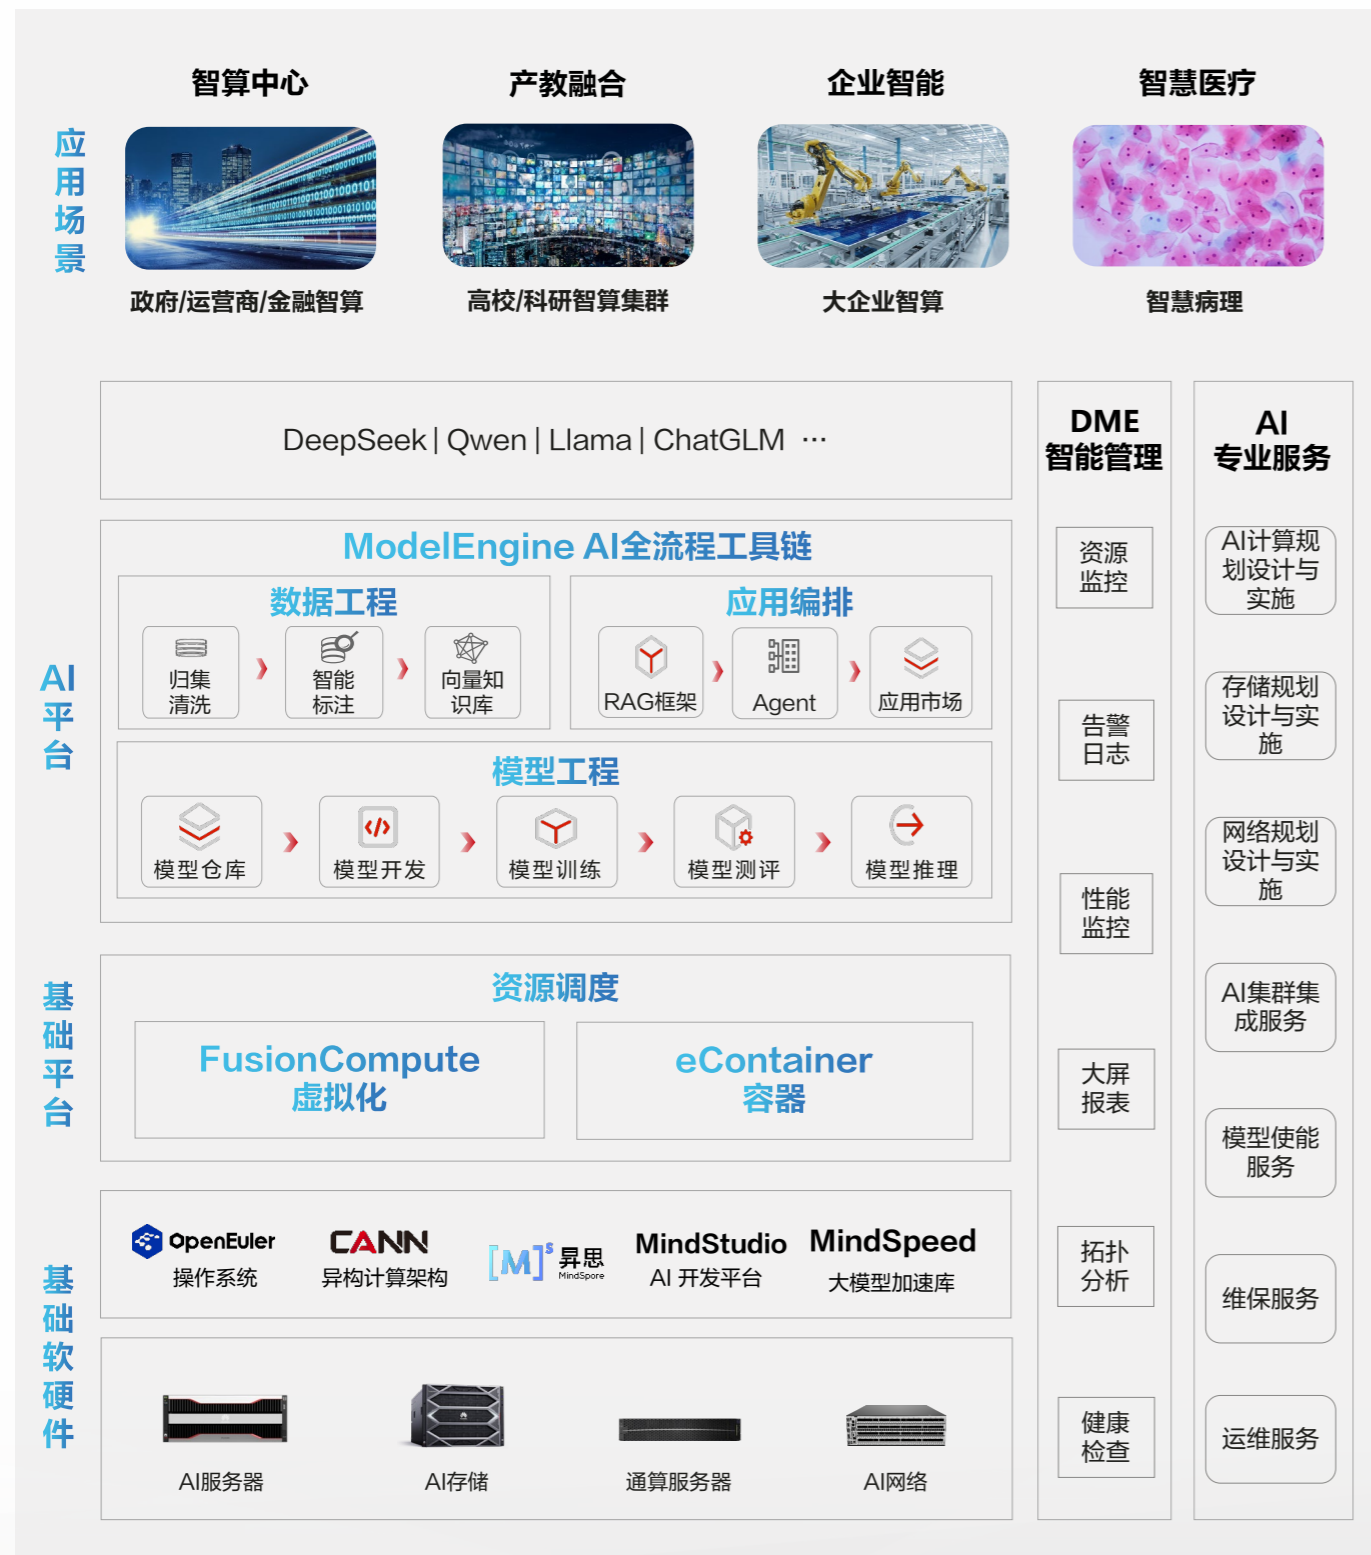 智算中心
产教融合
企业智能
智慧医疗
应用场景
政府/运营商/金融智算
高校/科研智算集群
大企业智算
智慧病理
AI平台
DeepSeek | Qwen | Llama | ChatGLM ···
ModelEngine AI全流程工具链
数据工程
归集
清洗
智能
标注
向量知
识库
应用编排
RAG框架
Agent
应用市场
模型工程
模型仓库
模型开发
模型训练
模型测评
模型推理
基础平台
资源调度
FusionCompute
虚拟化
eContainer
容器
基础软硬件
OpenEuler
操作系统
CANN
异构计算架构
[M]s 昇思
MindSpore
MindStudio
AI 开发平台
MindSpeed
大模型加速库
AI服务器
AI存储
通算服务器
AI网络
DME
智能管理
资源
监控
告警
日志
性能
监控
大屏
报表
拓扑
分析
健康
检查
AI
专业服务
AI计算规
划设计与
实施
存储规划
设计与实
施
网络规划
设计与实
施
AI集群集
成服务
模型使能
服务
维保服务
运维服务